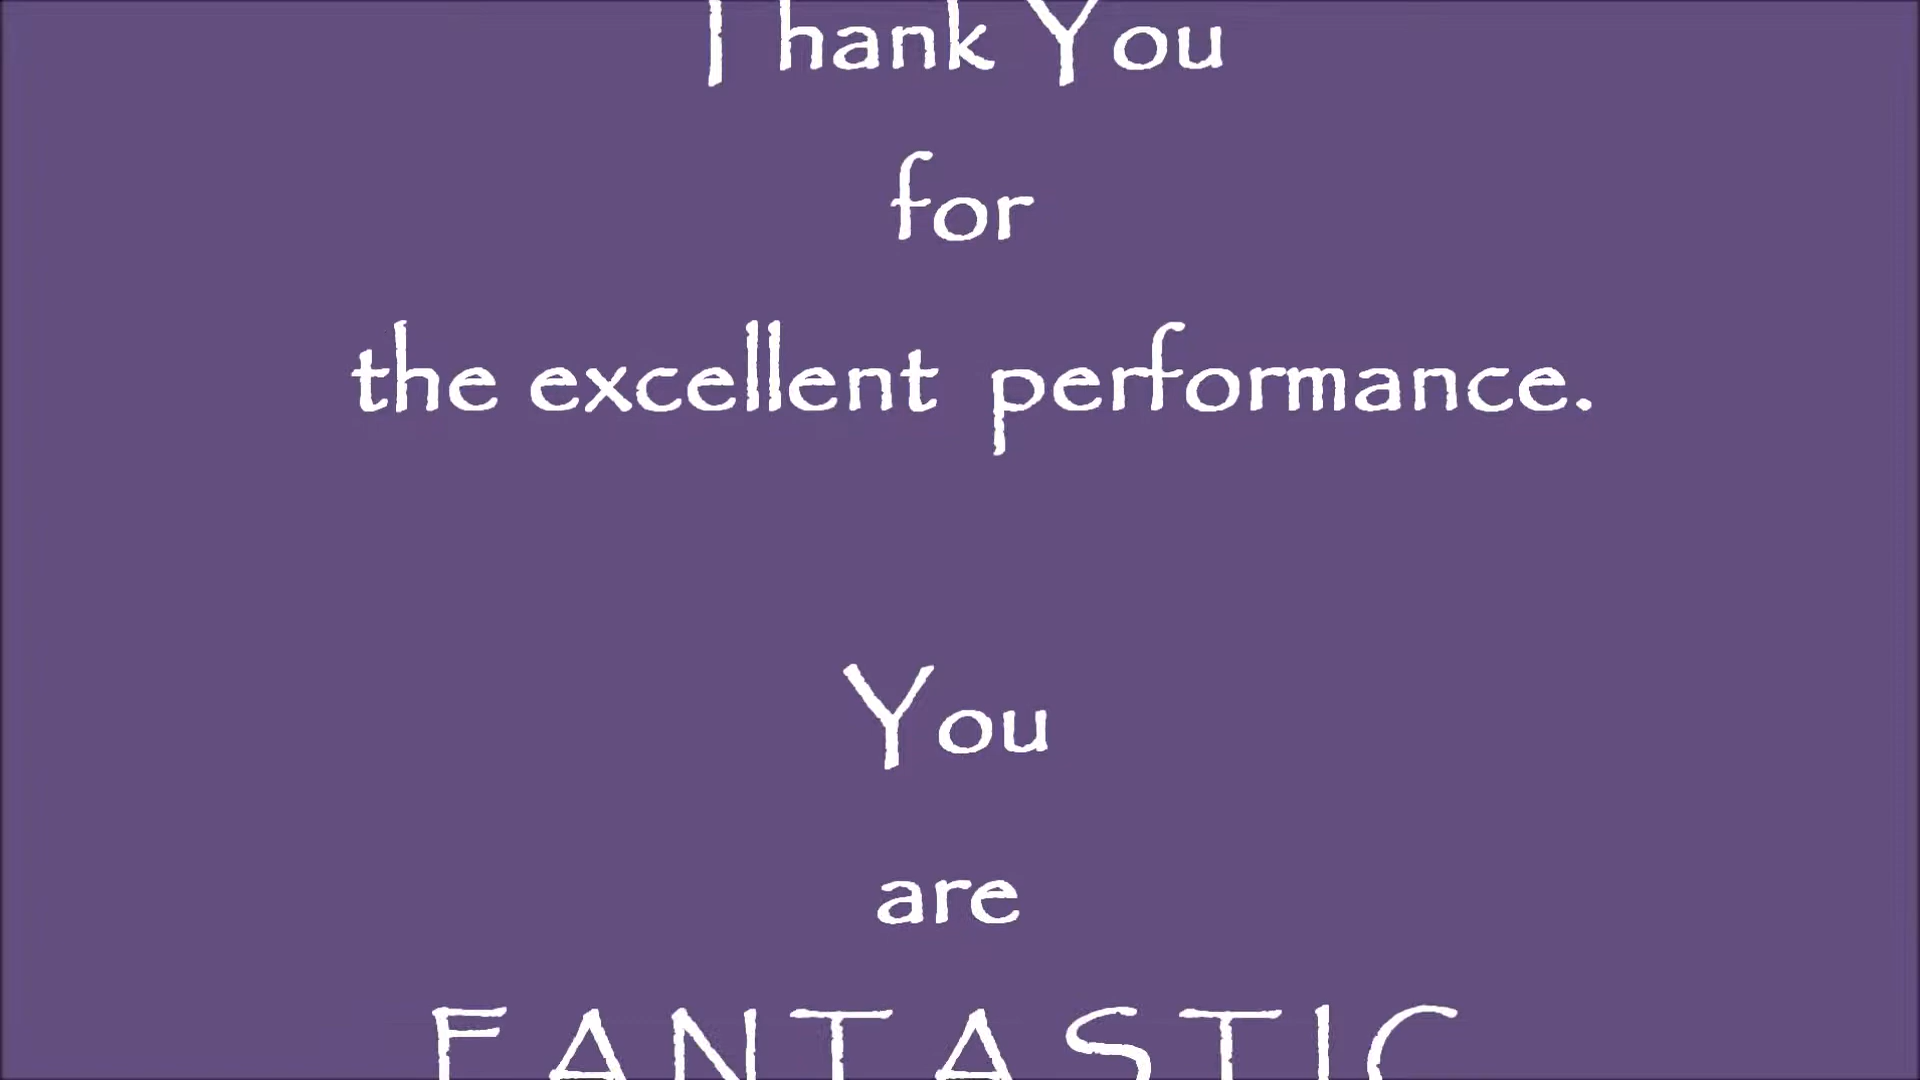 Thank You
for
the excellent performance.
You
are
FANTASTIC